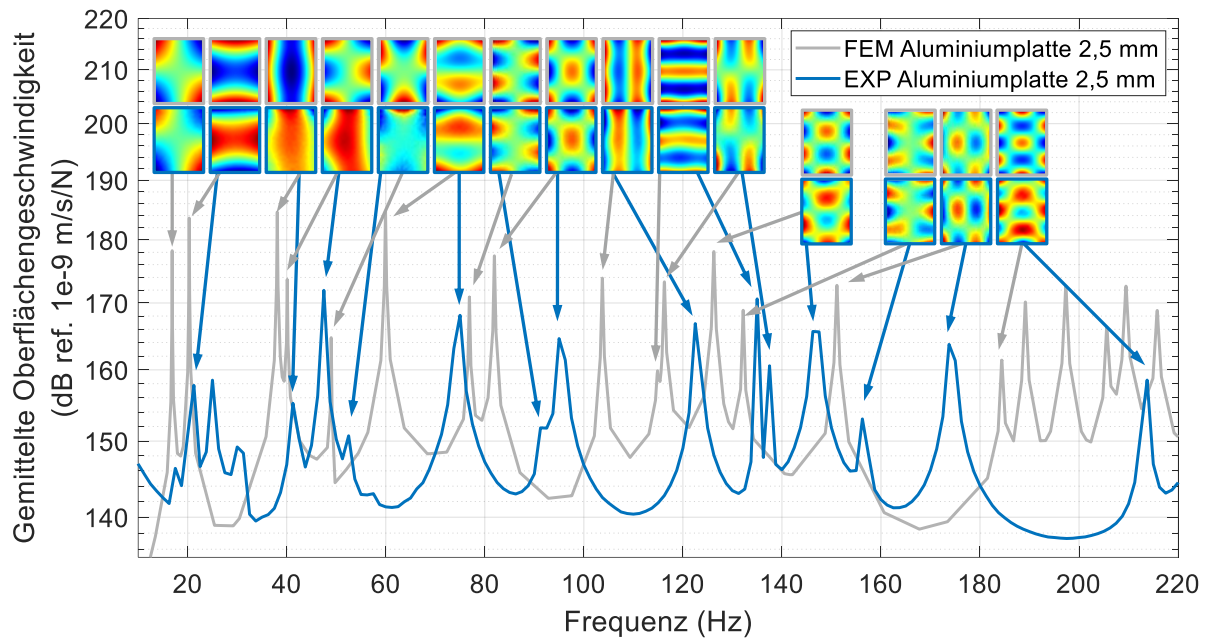 Gemittelte Oberflächengeschwindigkeit
(dB ref. 1e-9 m/s/N)
220
210
200
190
180
170
160
150
140
FEM Aluminiumplatte 2,5 mm
EXP Aluminiumplatte 2,5 mm
20 40 60 80 100 120 140 160 180 200 220
Frequenz (Hz)